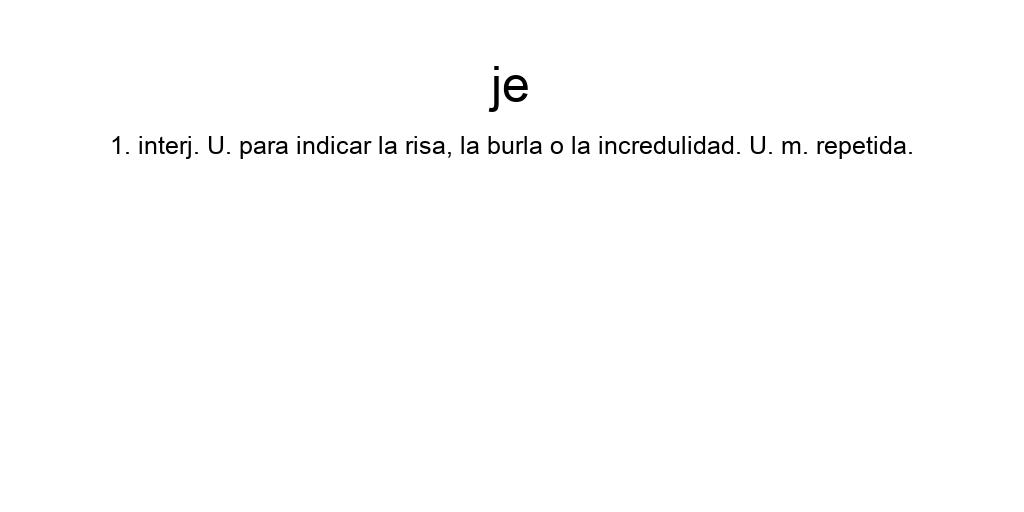 je
1. interj. U. para indicar la risa, la burla o la incredulidad. U. m. repetida.